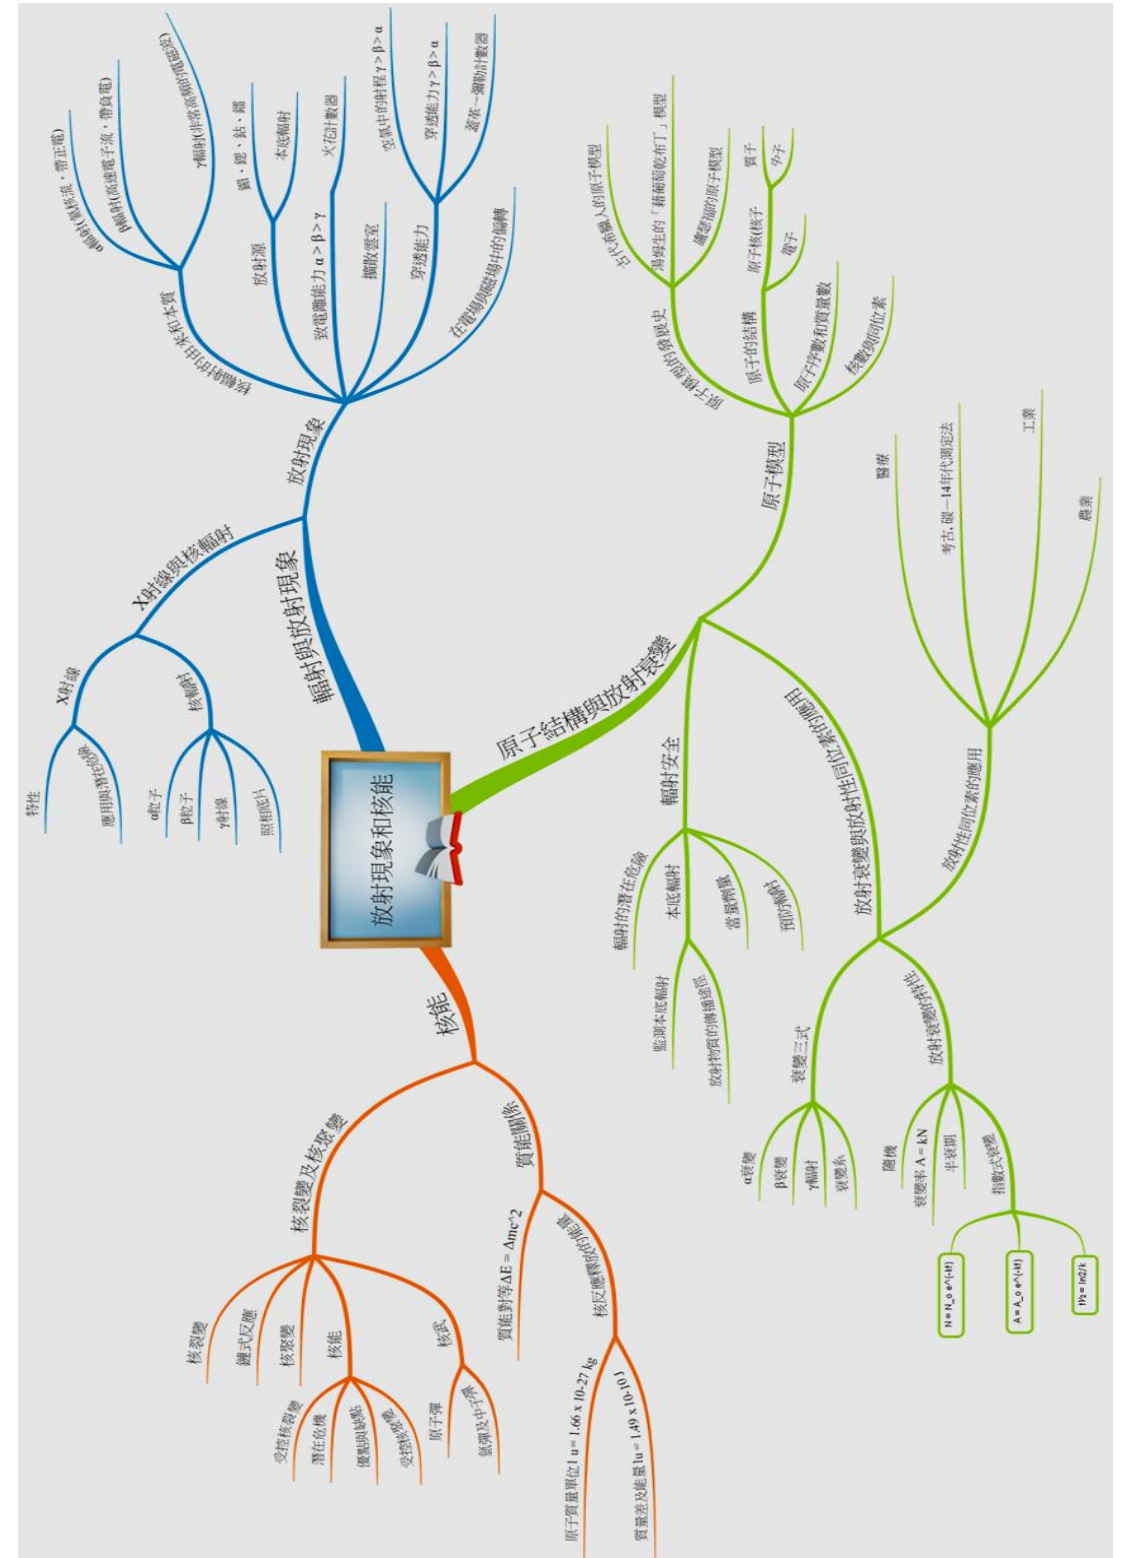 放射現象和核能
輻射與放射現象
X射線與核輻射
X射線
特性
應用與潛在危險
核輻射
α粒子
β粒子
γ射線
照相底片
放射現象
核輻射的由來和本質
α輻射(氦核流，帶正電)
β輻射(高速電子流，帶負電)
γ輻射(非常高頻的電磁波)
放射源
鎇、鍶、鈷、鐳
本底輻射
致電離能力 α > β > γ
火花計數器
擴散雲室
穿透能力
空氣中的射程 γ > β > α
穿透能力 γ > β > α
蓋革－彌勒計數器
在電場與磁場中的偏轉
原子結構與放射衰變
原子模型
原子模型的發展史
古代希臘人的原子模型
湯姆生的「藉葡萄乾布丁」模型
盧瑟福的原子模型
原子的結構
原子核(核子
質子
電子
原子序數和質量數
核數與同位素
輻射安全
輻射的潛在危險
本底輻射
監測本底輻射
放射物質的傳播途徑
當量劑量
預防輻射
放射衰變與放射性同位素的應用
衰變三式
α衰變
β衰變
γ輻射
衰變系
放射衰變的特性
隨機
衰變率 A = kN
半衰期
指數式衰變
N = N_o e^(-kt)
A = A_o e^(-kt)
t½ = ln2/k
放射性同位素的應用
醫療
考古, 碳－14年代測定法
工業
農業
核能
核裂變及核聚變
核裂變
鏈式反應
核聚變
核能
受控核裂變
潛在危機
優點與缺點
受控核聚變
核武
原子彈
氫彈及中子彈
質能關係
質能對等ΔE = Δmc^2
核反應釋放的能量
原子質量單位1 u = 1.66 x 10-27 kg
質量差及能量1u = 1.49 x 10-10 J